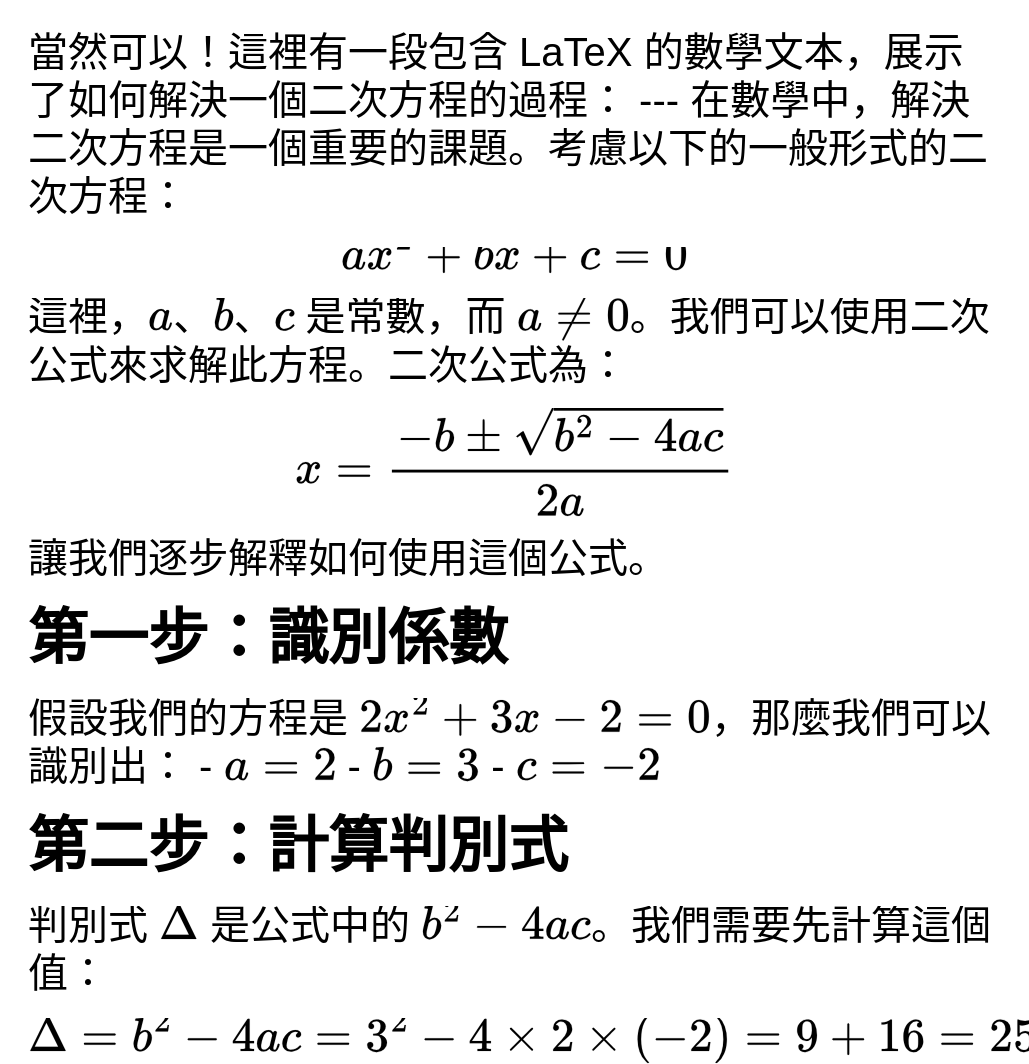 當然可以！這裡有一段包含 LaTeX 的數學文本，展示
了如何解決一個二次方程的過程： --- 在數學中，解決
二次方程是一個重要的課題。考慮以下的一般形式的二
次方程：
$ax^2 + bx + c = 0$
這裡，$a$、$b$、$c$ 是常數，而 $a \neq 0$。我們可以使用二次
公式來求解此方程。二次公式為：
$x = \frac{-b \pm \sqrt{b^2 - 4ac}}{2a}$
讓我們逐步解釋如何使用這個公式。
第一步：識別係數
假設我們的方程是 $2x^2 + 3x - 2 = 0$，那麼我們可以
識別出： - $a = 2$ - $b = 3$ - $c = -2$
第二步：計算判別式
判別式 $\Delta$ 是公式中的 $b^2 - 4ac$。我們需要先計算這個
值：
$\Delta = b^2 - 4ac = 3^2 - 4 \times 2 \times (-2) = 9 + 16 = 25$